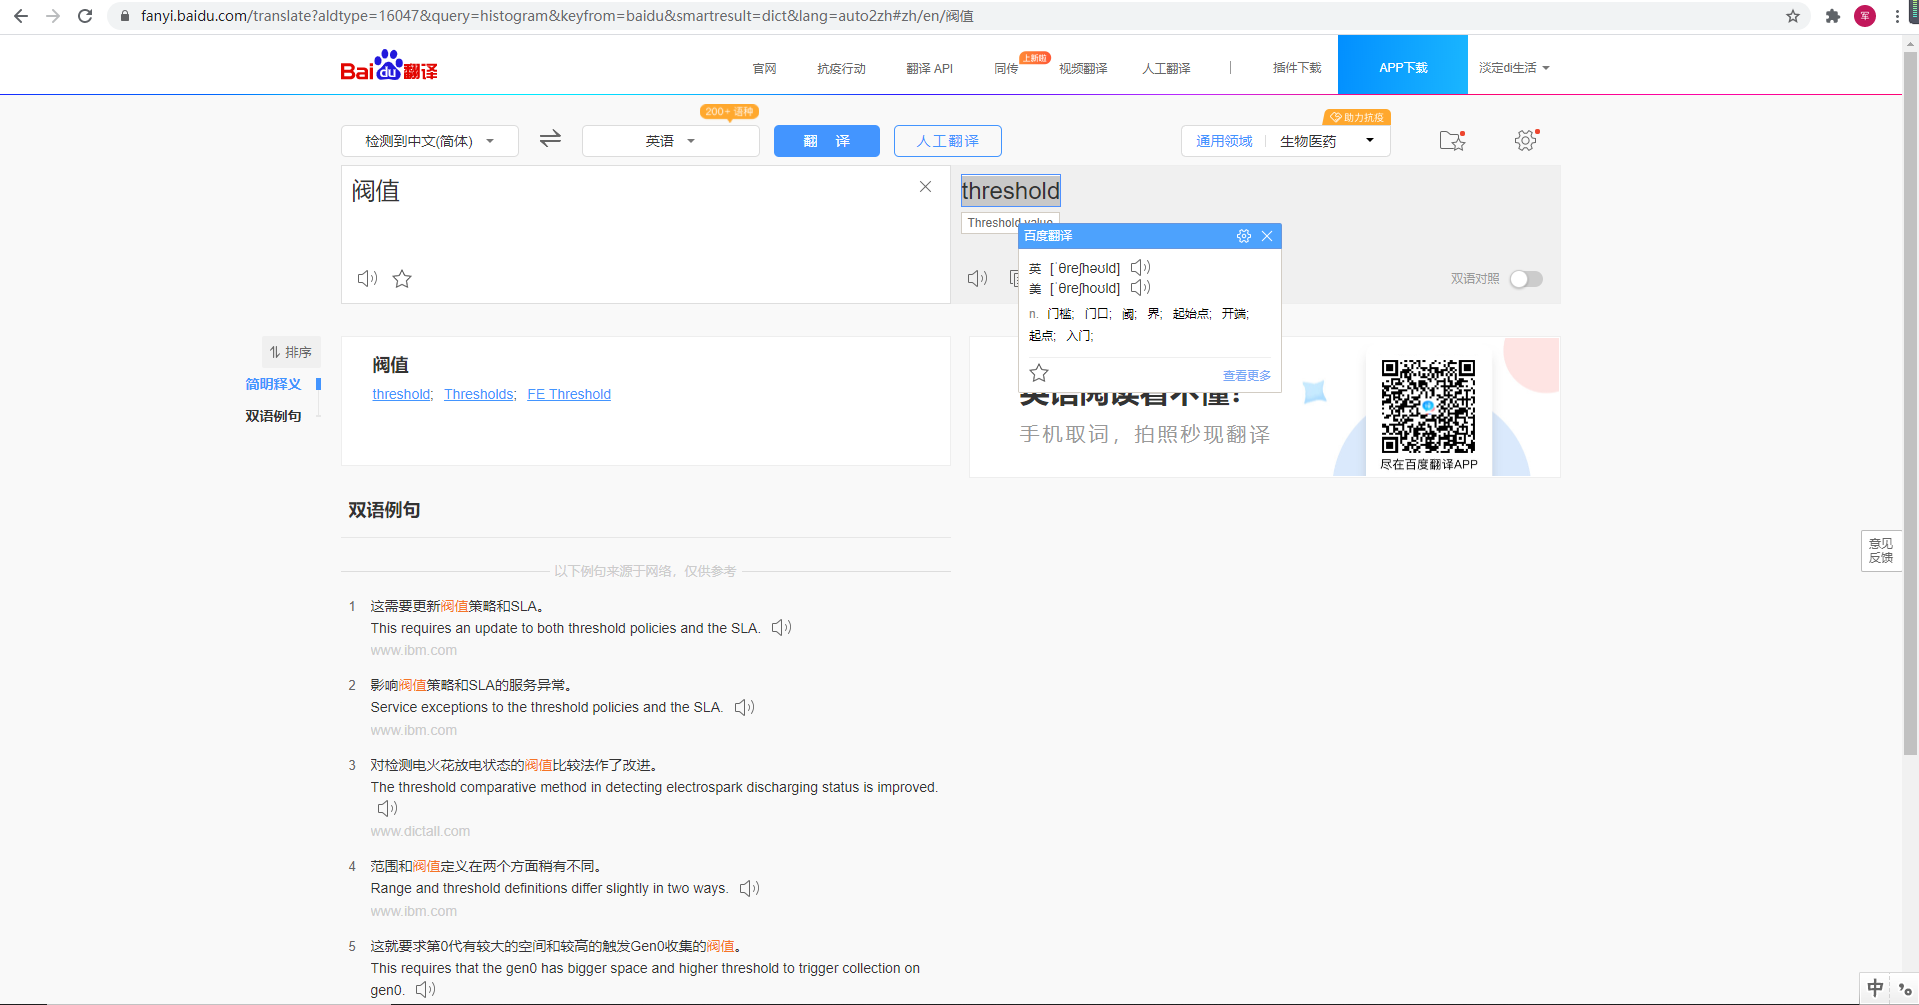 fanyi.baidu.com/translate?aldtype=16047&query=histogram&keyfrom=baidu&smartresult=dict&lang=auto2zh#zh/en/阀值
军
Bai du 翻译
官网
抗疫行动
翻译 API
同传
上新啦
视频翻译
人工翻译
插件下载
APP下载
淡定di生活
200+ 语种
助力抗疫
检测到中文(简体)
英语
翻 译
人工翻译
通用领域
生物医药
阀值
threshold
Threshold value
百度翻译
英 [ˈθreʃhəʊld]
美 [ˈθreʃhoʊld]
n. 门槛; 门口; 阈; 界; 起始点; 开端;
起点; 入门;
查看更多
双语对照
排序
简明释义
双语例句
阀值
threshold; Thresholds; FE Threshold
英语阅读看不懂?
手机取词，拍照秒现翻译
尽在百度翻译APP
双语例句
以下例句来源于网络，仅供参考
1 这需要更新阀值策略和SLA。
This requires an update to both threshold policies and the SLA.
www.ibm.com
2 影响阀值策略和SLA的服务异常。
Service exceptions to the threshold policies and the SLA.
www.ibm.com
3 对检测电火花放电状态的阀值比较法作了改进。
The threshold comparative method in detecting electrospark discharging status is improved.
www.dictall.com
4 范围和阀值定义在两个方面稍有不同。
Range and threshold definitions differ slightly in two ways.
www.ibm.com
5 这就要求第0代有较大的空间和较高的触发Gen0收集的阀值。
This requires that the gen0 has bigger space and higher threshold to trigger collection on
gen0.
意见
反馈
中